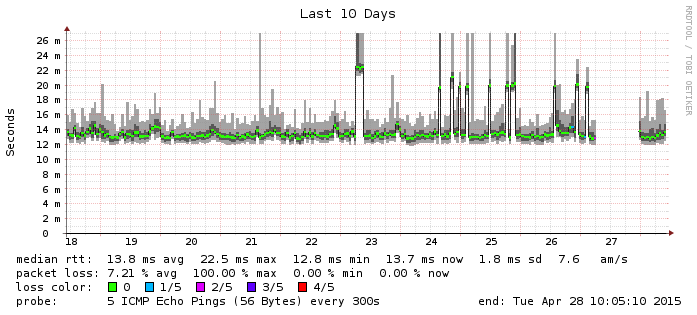 Last 10 Days
RRDTOOL / TOBI OETIKER
Seconds
26 m
24 m
22 m
20 m
18 m
16 m
14 m
12 m
10 m
8 m
6 m
4 m
2 m
0
18 19 20 21 22 23 24 25 26 27
median rtt: 13.8 ms avg 22.5 ms max 12.8 ms min 13.7 ms now 1.8 ms sd 7.6 am/s
packet loss: 7.21 % avg 100.00 % max 0.00 % min 0.00 % now
loss color: 0 1/5 2/5 3/5 4/5
probe: 5 ICMP Echo Pings (56 Bytes) every 300s end: Tue Apr 28 10:05:10 2015